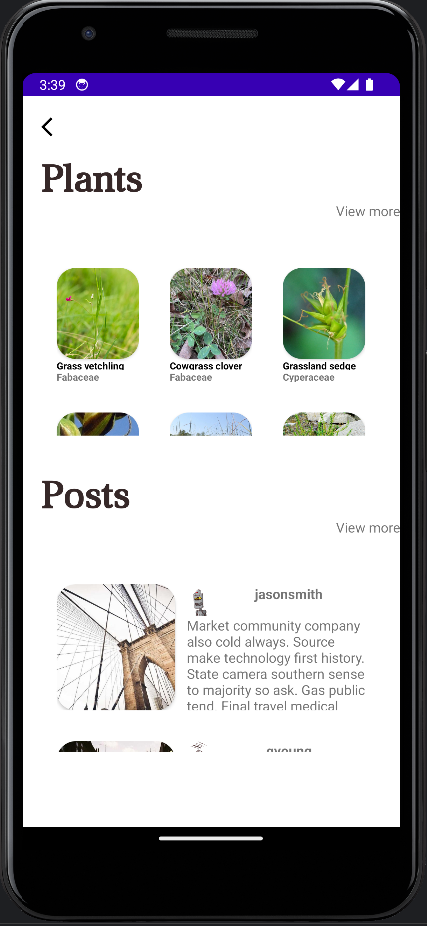 3:39
Plants
View more
Grass vetchling
Cowgrass clover
Grassland sedge
Fabaceae
Fabaceae
Cyperaceae
Posts
View more
jasonsmith
Market community company
also cold always. Source
make technology first history.
State camera southern sense
to majority so ask. Gas public
tend. Final travel medical
gyoung